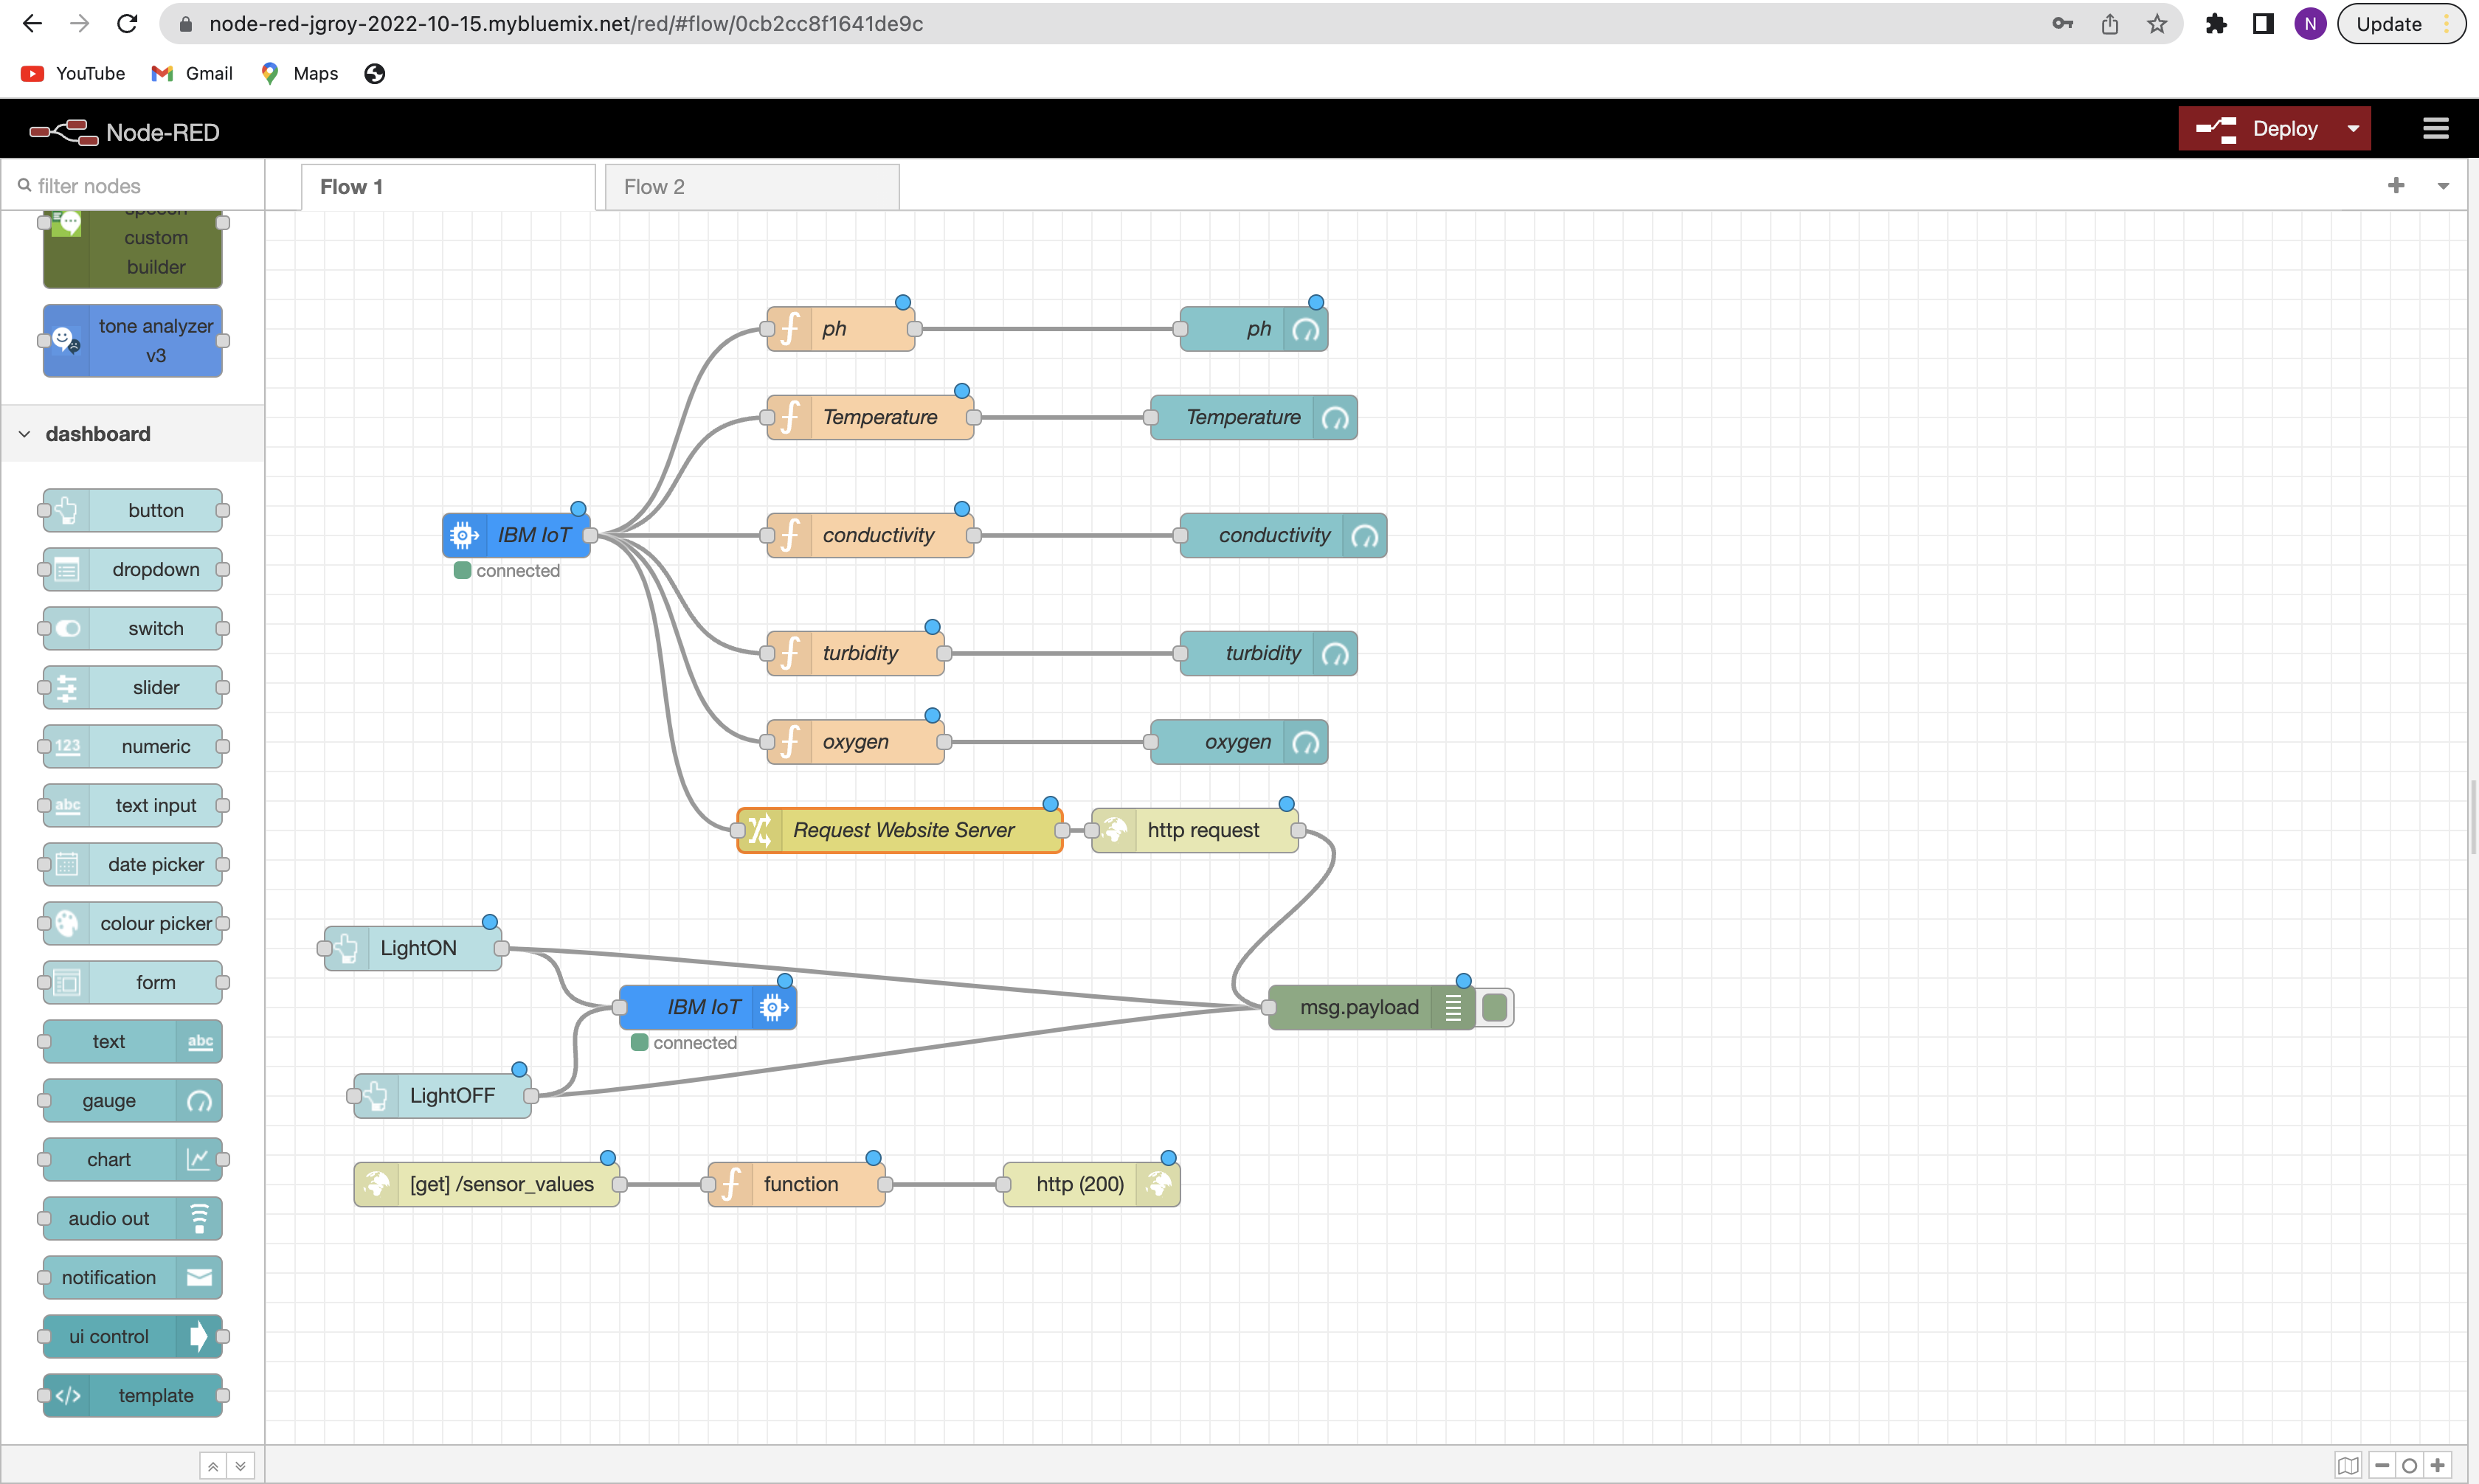 node-red-jgroy-2022-10-15.mybluemix.net/red/#flow/0cb2cc8f1641de9c
N
Update
YouTube
Gmail
Maps
Node-RED
Deploy
filter nodes
Flow 1
Flow 2
custom
builder
tone analyzer
v3
dashboard
button
dropdown
switch
slider
123
numeric
abc
text input
date picker
colour picker
form
text
abc
gauge
chart
audio out
notification
ui control
</>
template
ph
ph
Temperature
Temperature
IBM IoT
connected
conductivity
conductivity
turbidity
turbidity
oxygen
oxygen
Request Website Server
http request
LightON
IBM IoT
connected
msg.payload
LightOFF
[get] /sensor_values
function
http (200)